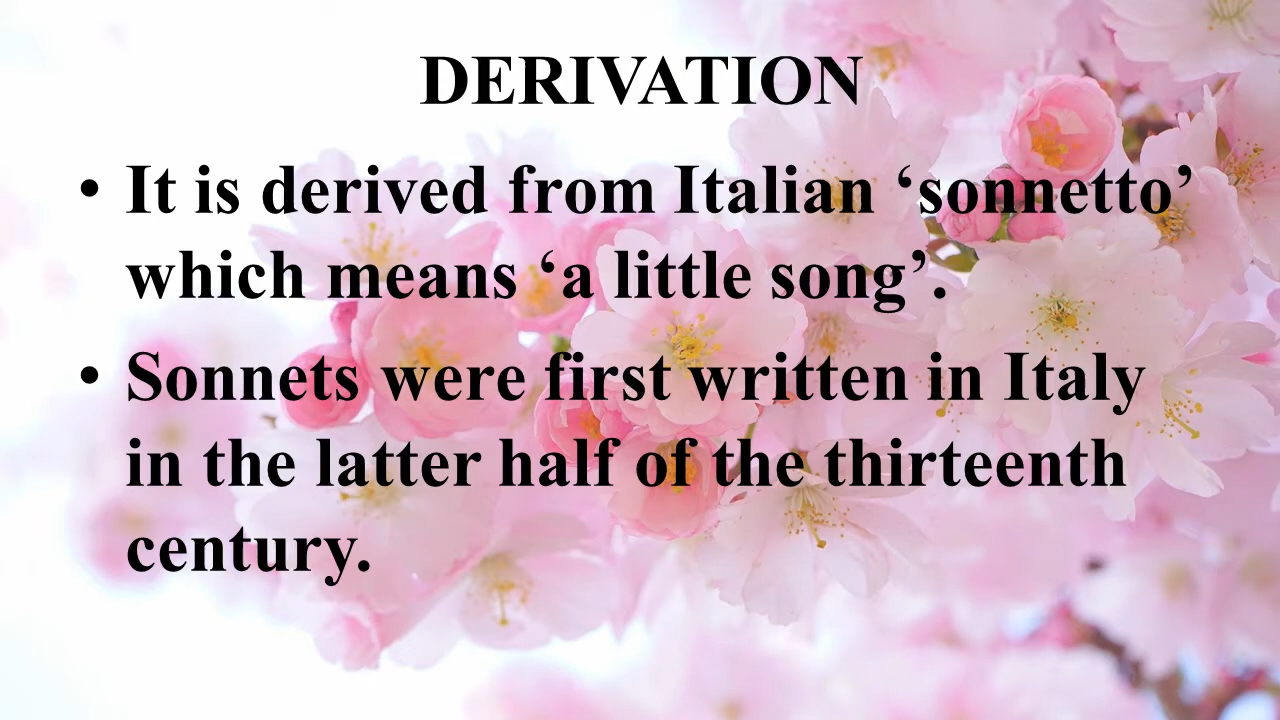 DERIVATION
• It is derived from Italian ‘sonnetto’
which means ‘a little song’.
• Sonnets were first written in Italy
in the latter half of the thirteenth
century.